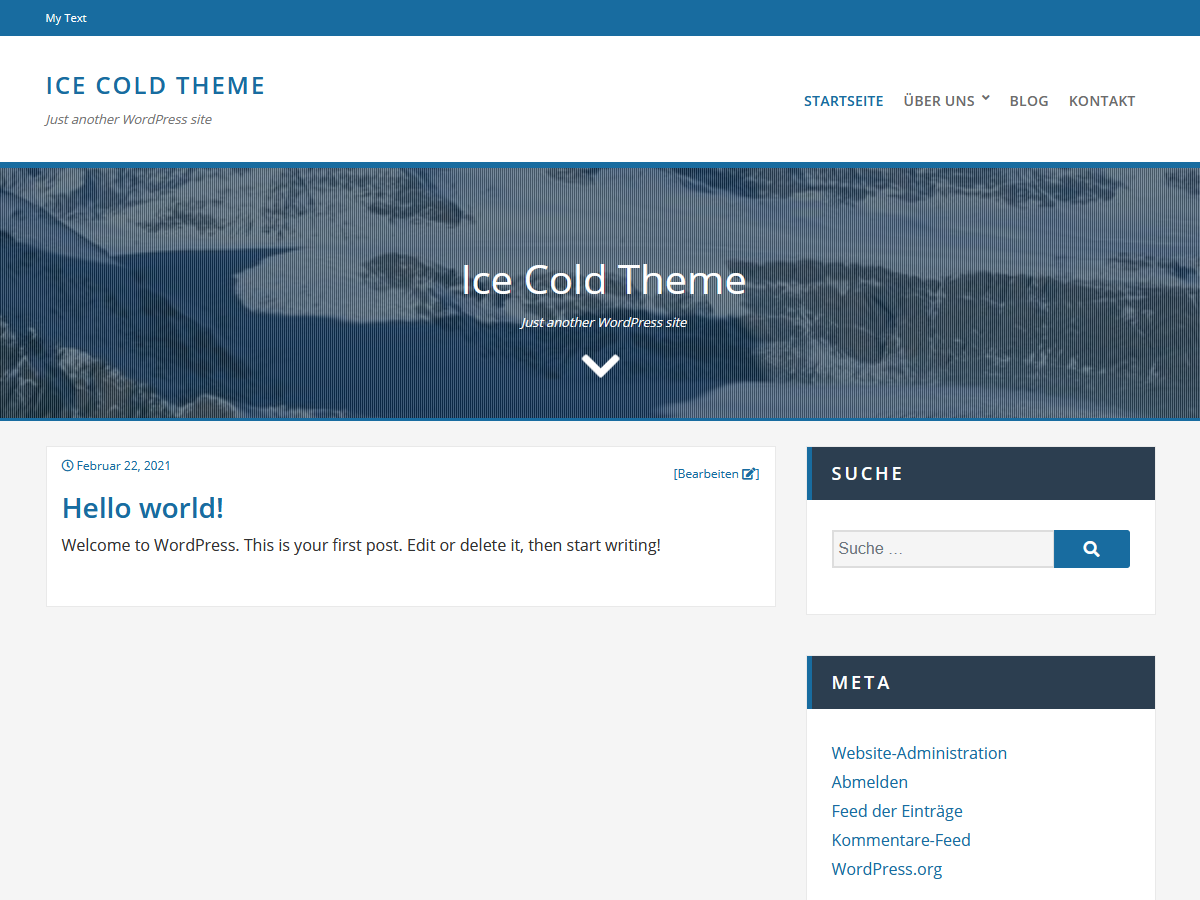 My Text
ICE COLD THEME
Just another WordPress site
STARTSEITE ÜBER UNS BLOG KONTAKT
Ice Cold Theme
Just another WordPress site
Februar 22, 2021
[Bearbeiten ]
Hello world!
Welcome to WordPress. This is your first post. Edit or delete it, then start writing!
SUCHE
Suche …
META
Website-Administration
Abmelden
Feed der Einträge
Kommentare-Feed
WordPress.org